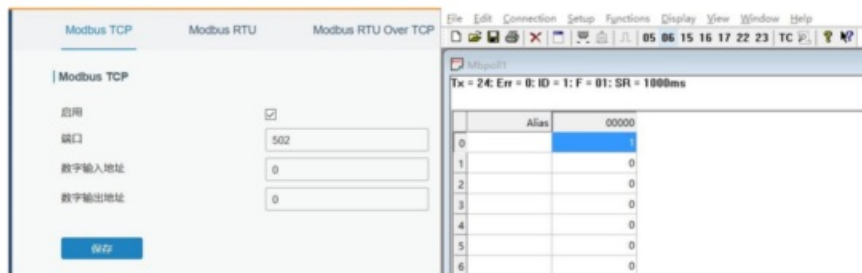 Modbus TCP Modbus RTU Modbus RTU Over TCP
Modbus TCP
启用
端口 502
数字输入地址 0
数字输出地址 0
保存
File Edit Connection Setup Functions Display View Window Help
05 06 15 16 17 22 23 TC
Mbpoll1
Tx = 24: Err = 0: ID = 1: F = 01: SR = 1000ms
Alias 00000
0 1
1 0
2 0
3 0
4 0
5 0
6 0